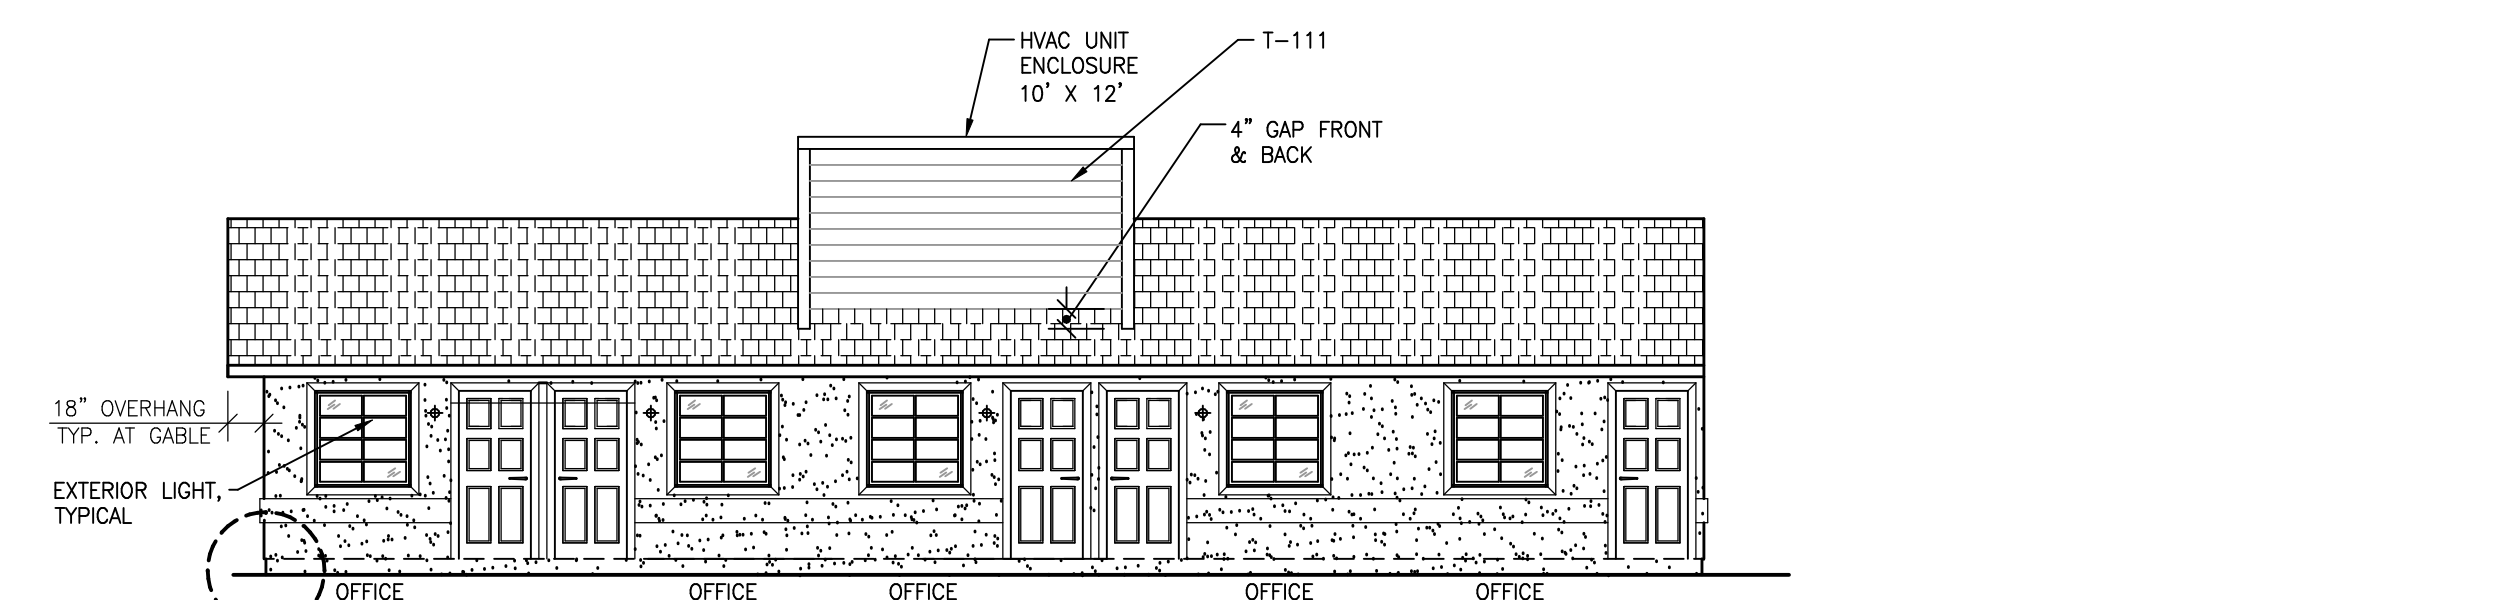 HVAC UNIT
ENCLOSURE
10' X 12'
T-111
4" GAP FRONT
& BACK
18" OVERHANG
TYP. AT GABLE
EXTERIOR LIGHT,
TYPICAL
OFFICE
OFFICE
OFFICE
OFFICE
OFFICE